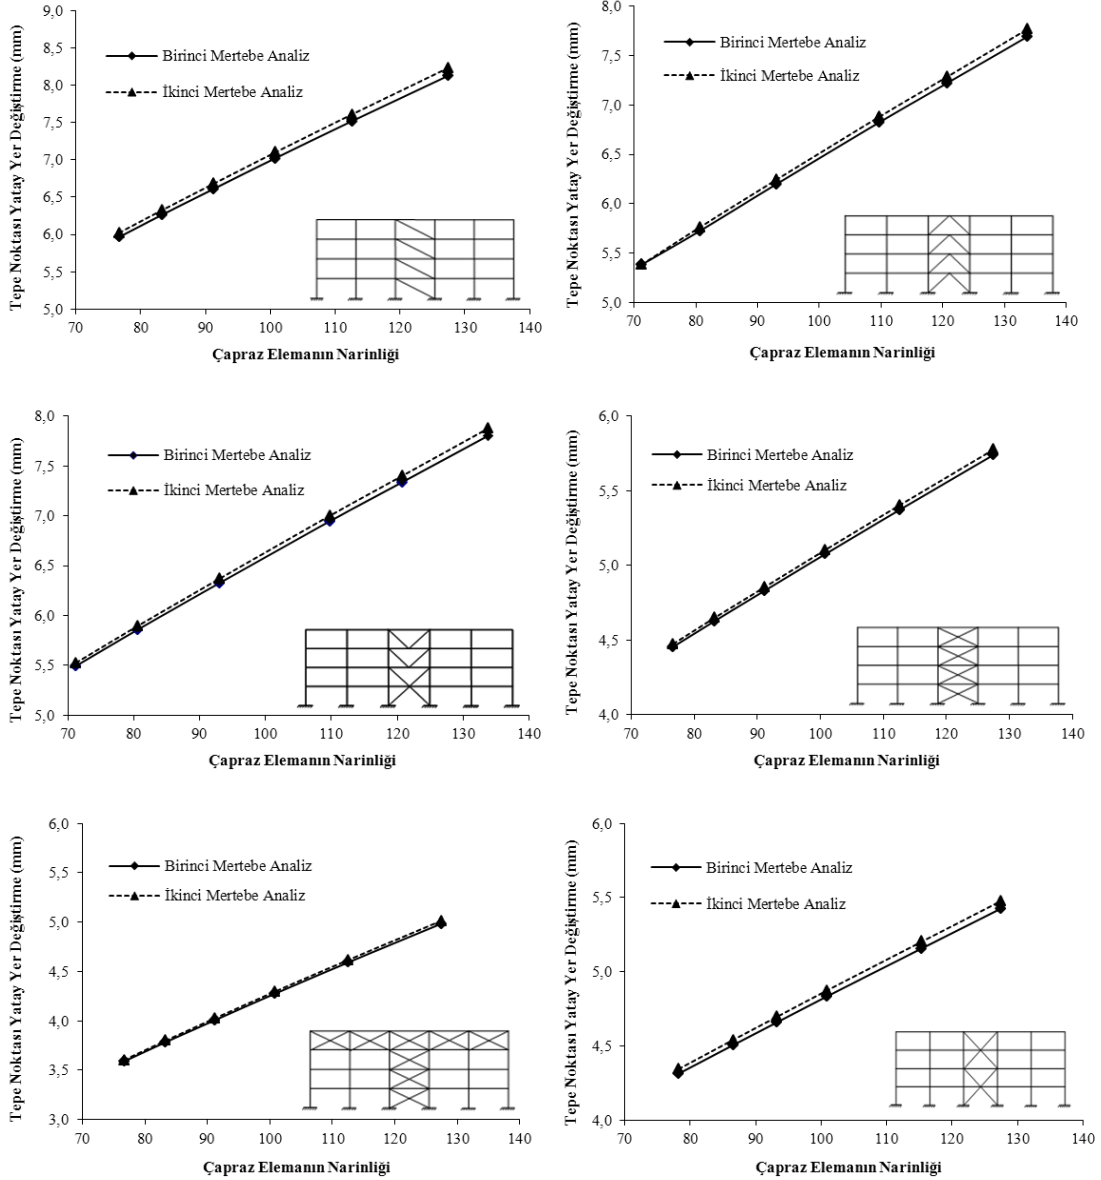 Tepe Noktası Yatay Yer Değiştirme (mm)
9,0
8,5
8,0
7,5
7,0
6,5
6,0
5,5
5,0
Birinci Mertebe Analiz
İkinci Mertebe Analiz
70 80 90 100 110 120 130 140
Çapraz Elemanın Narinliği
Tepe Noktası Yatay Yer Değiştirme (mm)
8,0
7,5
7,0
6,5
6,0
5,5
5,0
Birinci Mertebe Analiz
İkinci Mertebe Analiz
70 80 90 100 110 120 130 140
Çapraz Elemanın Narinliği
Tepe Noktası Yatay Yer Değiştirme (mm)
8,0
7,5
7,0
6,5
6,0
5,5
5,0
Birinci Mertebe Analiz
İkinci Mertebe Analiz
70 80 90 100 110 120 130 140
Çapraz Elemanın Narinliği
Tepe Noktası Yatay Yer Değiştirme (mm)
6,0
5,5
5,0
4,5
4,0
Birinci Mertebe Analiz
İkinci Mertebe Analiz
70 80 90 100 110 120 130 140
Çapraz Elemanın Narinliği
Tepe Noktası Yatay Yer Değiştirme (mm)
6,0
5,5
5,0
4,5
4,0
3,5
3,0
Birinci Mertebe Analiz
İkinci Mertebe Analiz
70 80 90 100 110 120 130 140
Çapraz Elemanın Narinliği
Tepe Noktası Yatay Yer Değiştirme (mm)
6,0
5,5
5,0
4,5
4,0
Birinci Mertebe Analiz
İkinci Mertebe Analiz
70 80 90 100 110 120 130 140
Çapraz Elemanın Narinliği